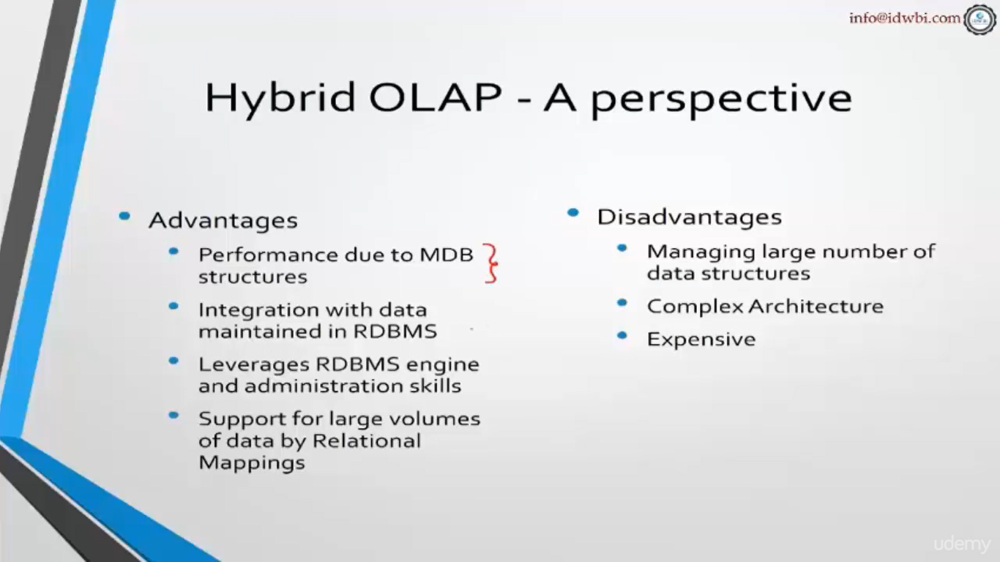 info@idwbi.com
Hybrid OLAP - A perspective
Advantages
Performance due to MDB
structures
Integration with data
maintained in RDBMS
Leverages RDBMS engine
and administration skills
Support for large volumes
of data by Relational
Mappings
Disadvantages
Managing large number of
data structures
Complex Architecture
Expensive
udemy